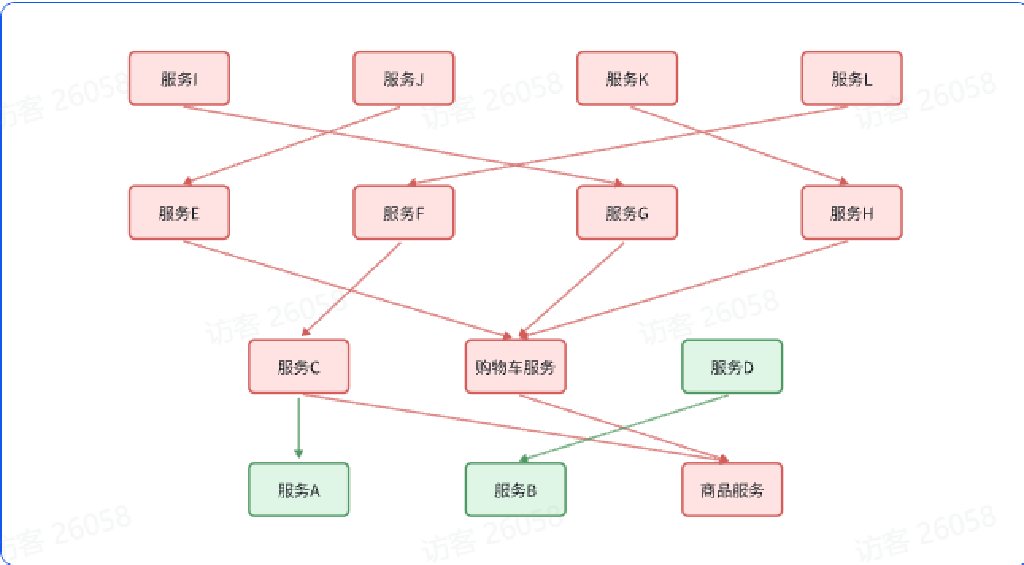 服务I
服务J
服务K
服务L
访客 26058
访客 26058
访客 26058
服务E
服务F
服务G
服务H
访客 26058
访客 26058
服务C
购物车服务
服务D
服务A
服务B
商品服务
访客 26058
访客 26058
访客 26058